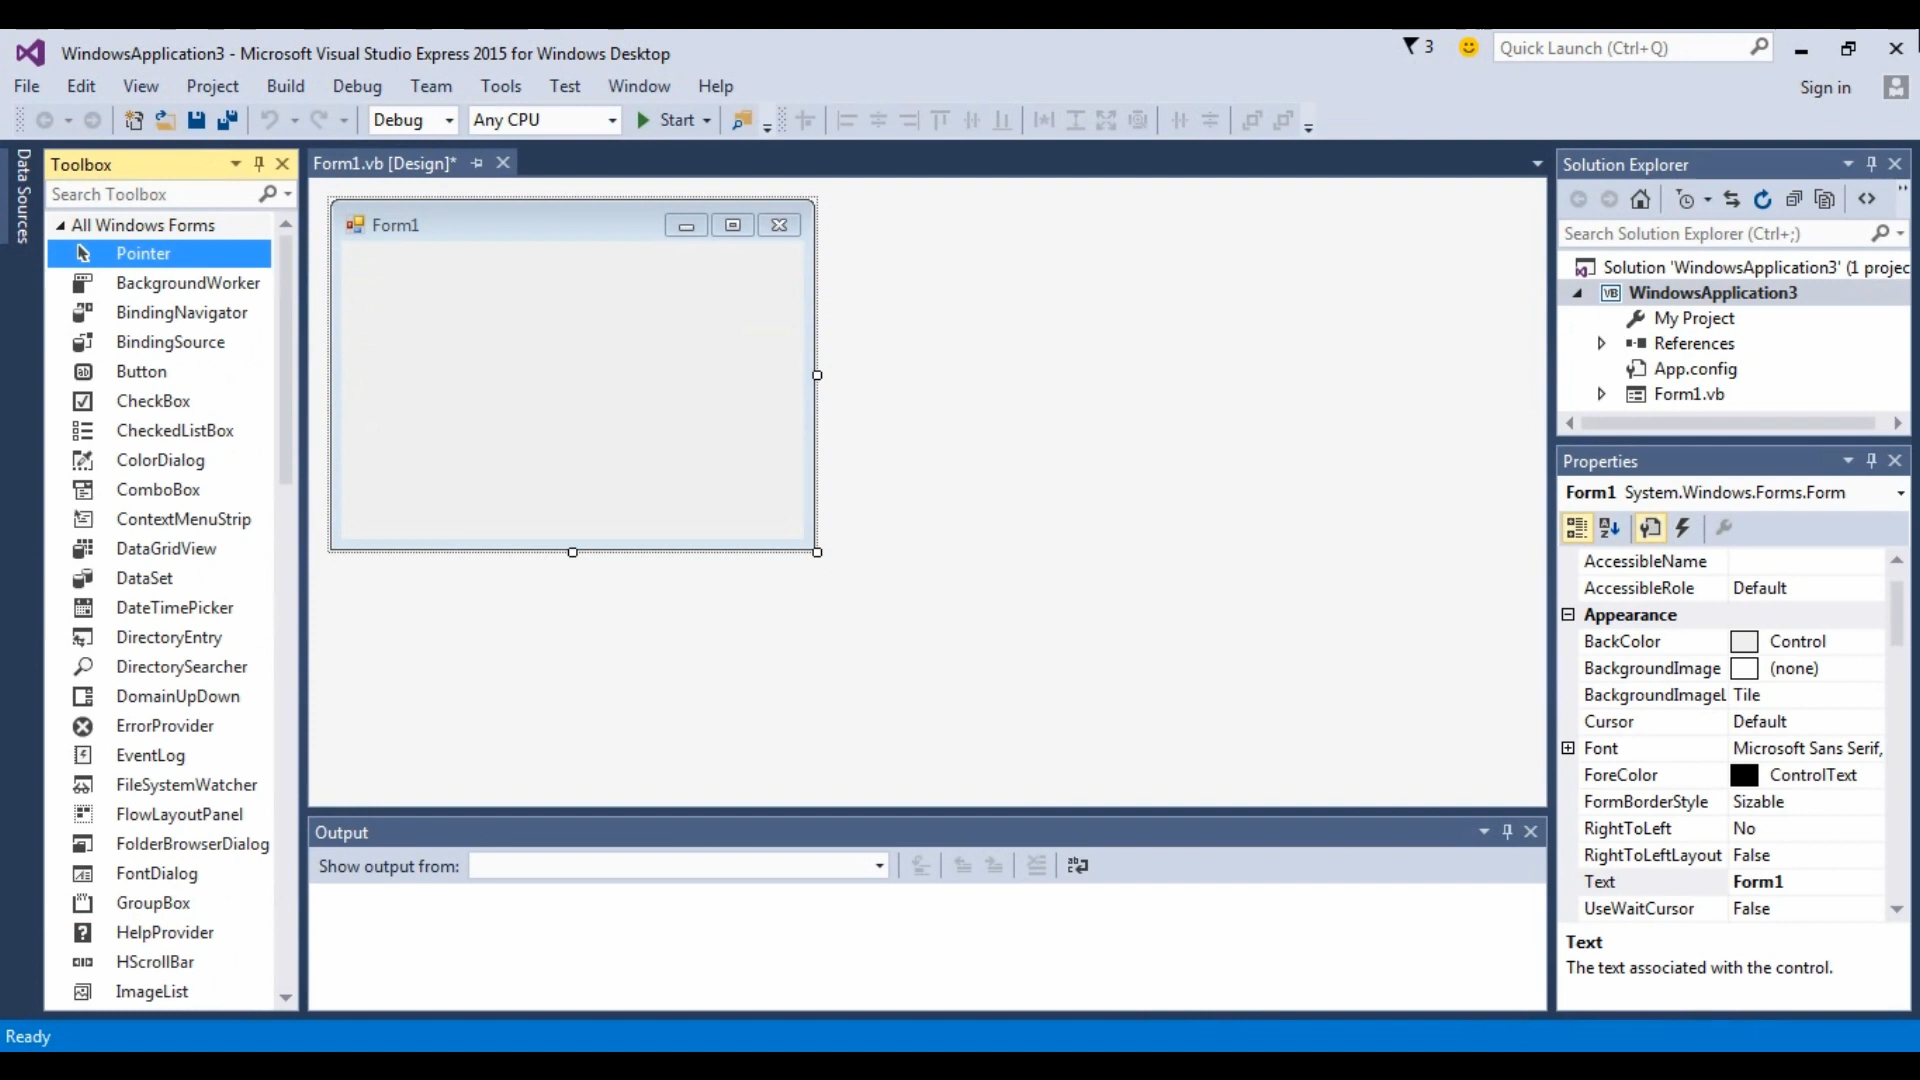 WindowsApplication3 - Microsoft Visual Studio Express 2015 for Windows Desktop
3
Quick Launch (Ctrl+Q)
File Edit View Project Build Debug Team Tools Test Window Help
Sign in
Debug Any CPU Start
Data Sources
Toolbox
Search Toolbox
All Windows Forms
Pointer
BackgroundWorker
BindingNavigator
BindingSource
Button
CheckBox
CheckedListBox
ColorDialog
ComboBox
ContextMenuStrip
DataGridView
DataSet
DateTimePicker
DirectoryEntry
DirectorySearcher
DomainUpDown
ErrorProvider
EventLog
FileSystemWatcher
FlowLayoutPanel
FolderBrowserDialog
FontDialog
GroupBox
HelpProvider
HScrollBar
ImageList
Form1.vb [Design]*
Form1
Output
Show output from:
Solution Explorer
Search Solution Explorer (Ctrl+;)
Solution 'WindowsApplication3' (1 projec
VB WindowsApplication3
My Project
References
App.config
Form1.vb
Properties
Form1 System.Windows.Forms.Form
AccessibleName
AccessibleRole Default
Appearance
BackColor Control
BackgroundImage (none)
BackgroundImageL Tile
Cursor Default
Font Microsoft Sans Serif,
ForeColor ControlText
FormBorderStyle Sizable
RightToLeft No
RightToLeftLayout False
Text Form1
UseWaitCursor False
Text
The text associated with the control.
Ready